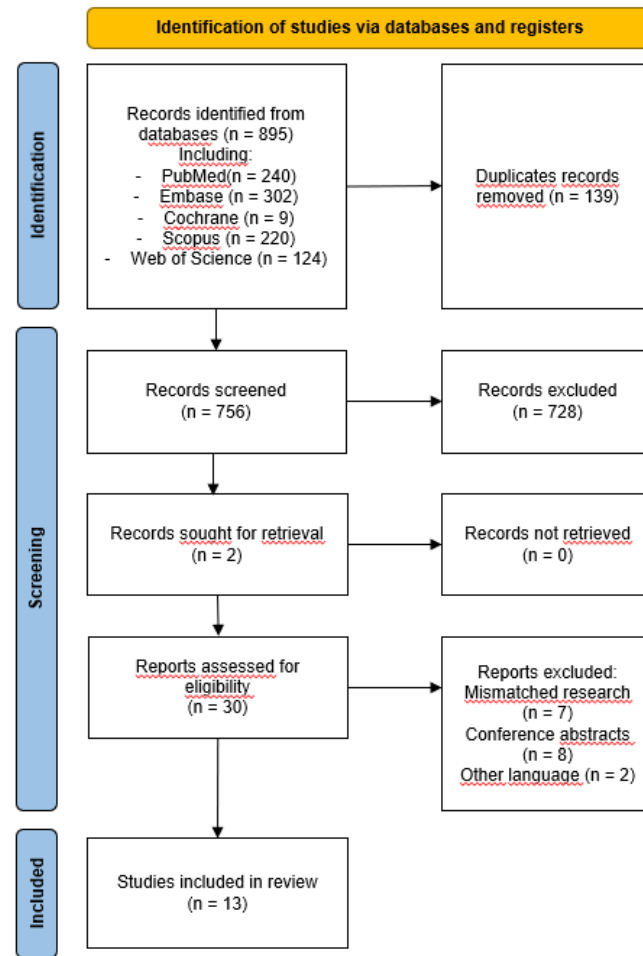 Identification of studies via databases and registers
Identification
Records identified from
databases (n = 895)
Including:
- PubMed(n = 240)
- Embase (n = 302)
- Cochrane (n = 9)
- Scopus (n = 220)
- Web of Science (n = 124)
Duplicates records
removed (n = 139)
Screening
Records screened
(n = 756)
Records excluded
(n = 728)
Records sought for retrieval
(n = 2)
Records not retrieved
(n = 0)
Reports assessed for
eligibility
(n = 30)
Reports excluded:
Mismatched research
(n = 7)
Conference abstracts
(n = 8)
Other language (n = 2)
Included
Studies included in review
(n = 13)